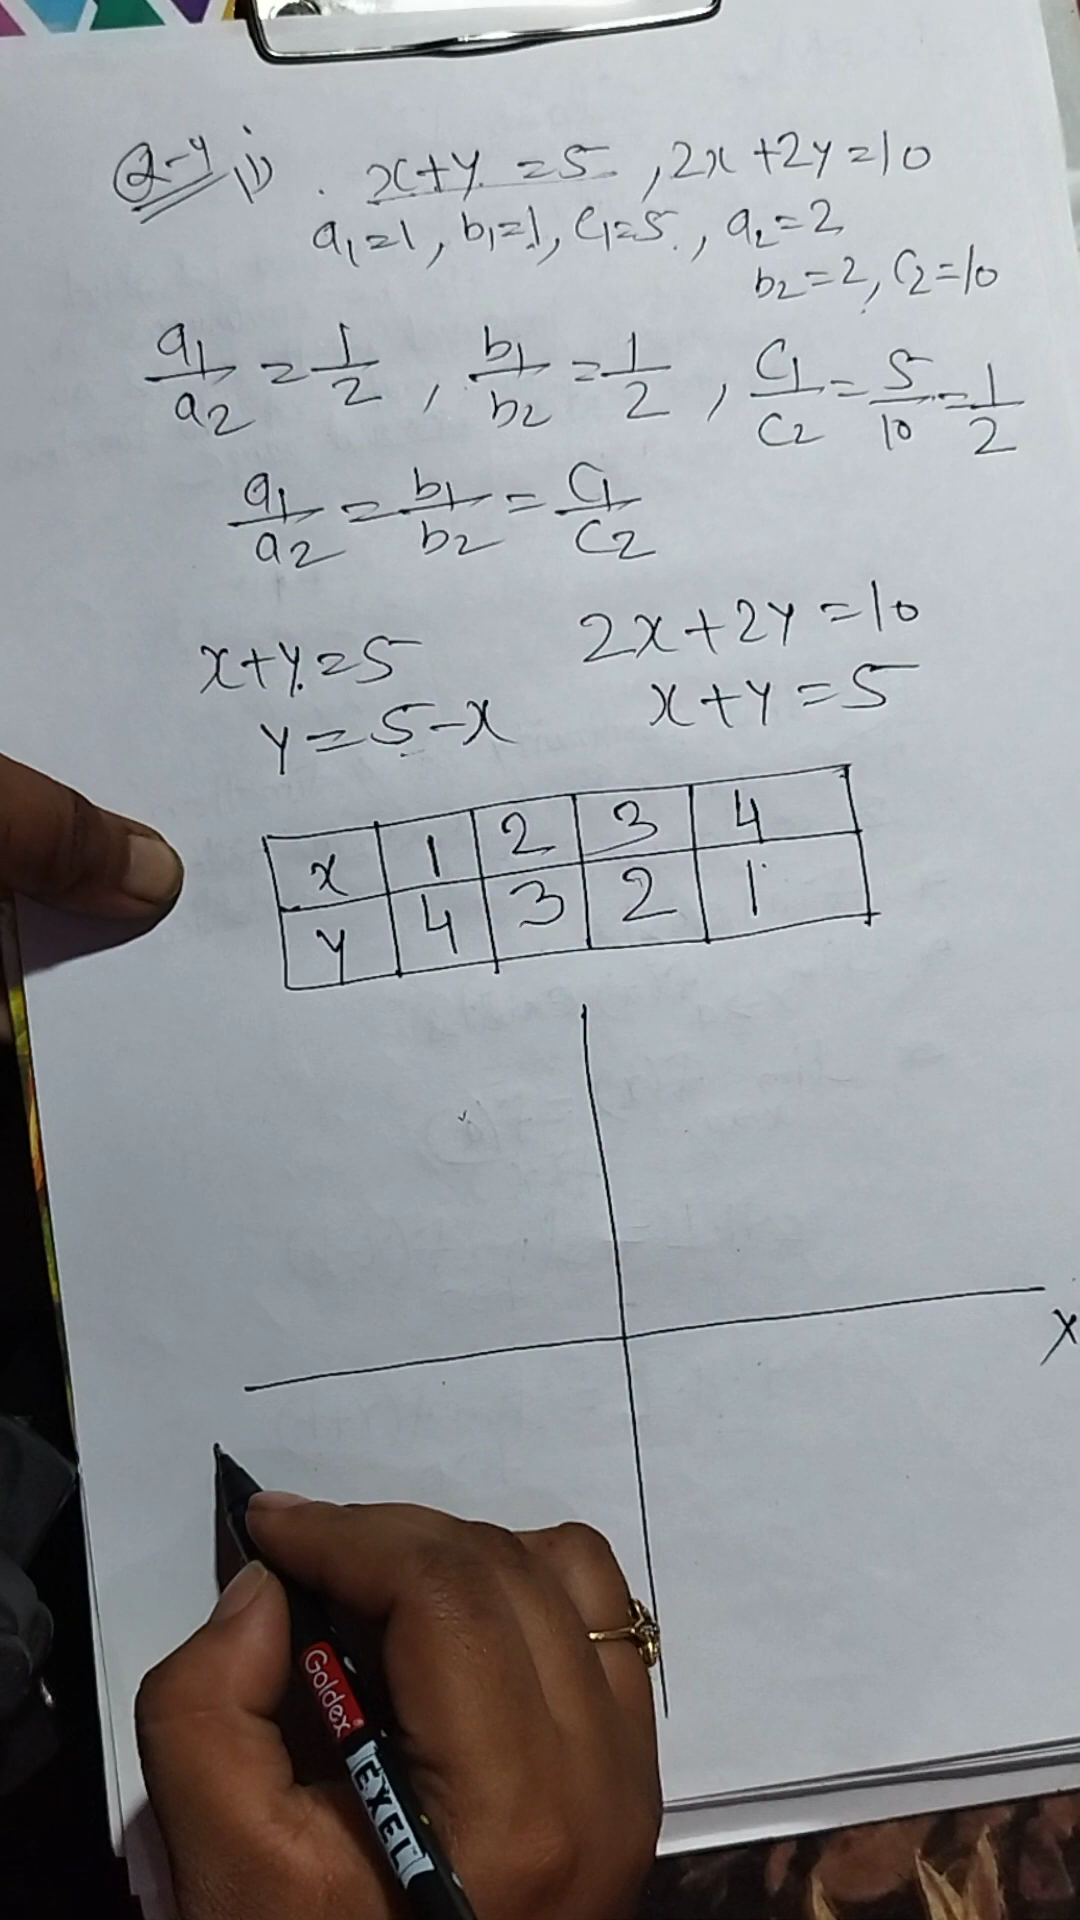 Q-4 i) . x+y = 5 , 2x+2y=10
a₁=1, b₁=1, c₁=5, , a₂=2
b₂=2, c₂=10
a₁/a₂ = 1/2 , b₁/b₂ = 1/2 , c₁/c₂ = 5/10 = 1/2
a₁/a₂ = b₁/b₂ = c₁/c₂
x+y=5 2x+2y=10
y=5-x x+y=5
x 1 2 3 4
y 4 3 2 1
X
Goldex
EXEL